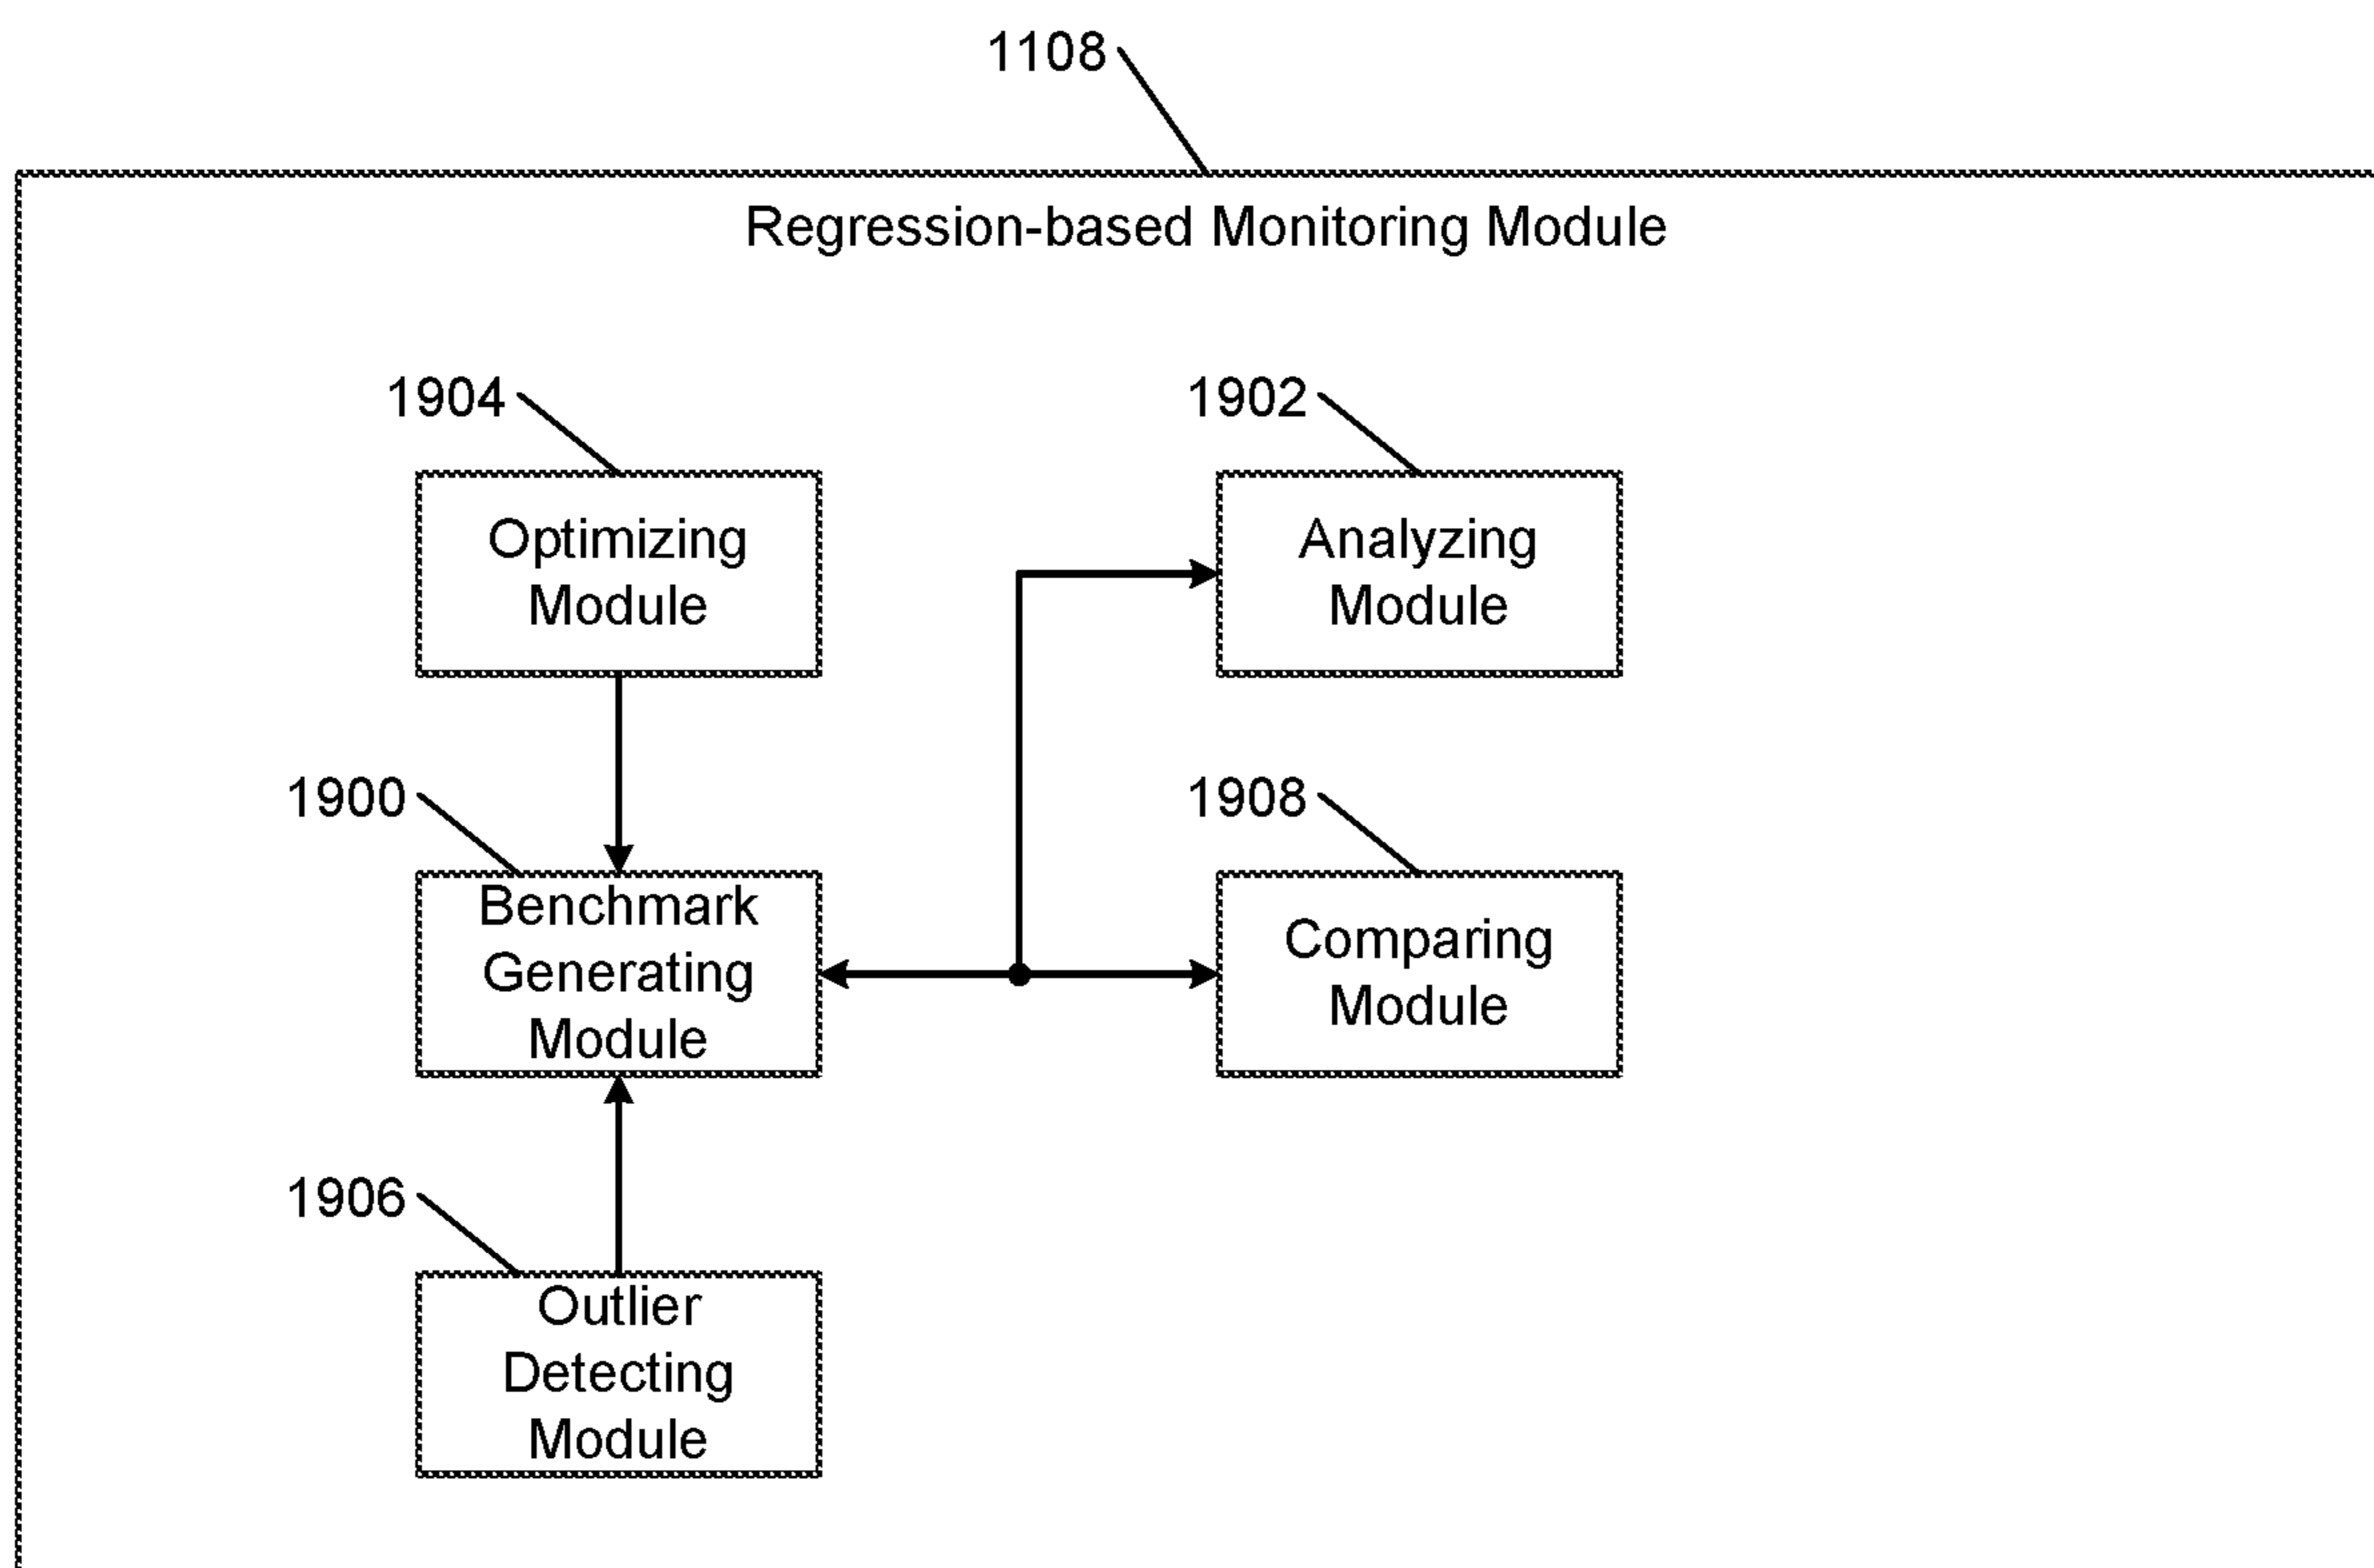 1108
Regression-based Monitoring Module
1904
1902
Optimizing
Module
Analyzing
Module
1900
1908
Benchmark
Generating
Module
Comparing
Module
1906
Outlier
Detecting
Module